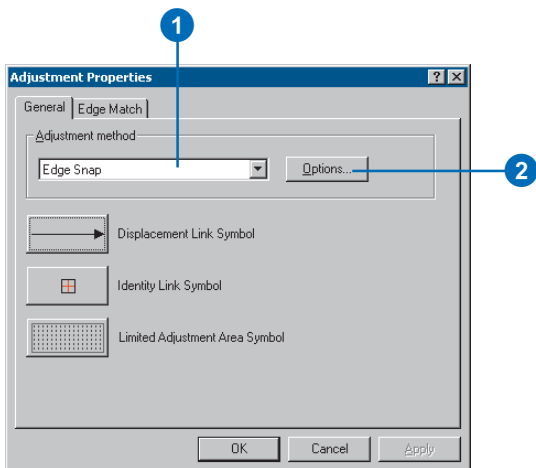 1
Adjustment Properties
General Edge Match
Adjustment method
Edge Snap Options...
2
Displacement Link Symbol
Identity Link Symbol
Limited Adjustment Area Symbol
OK Cancel Apply